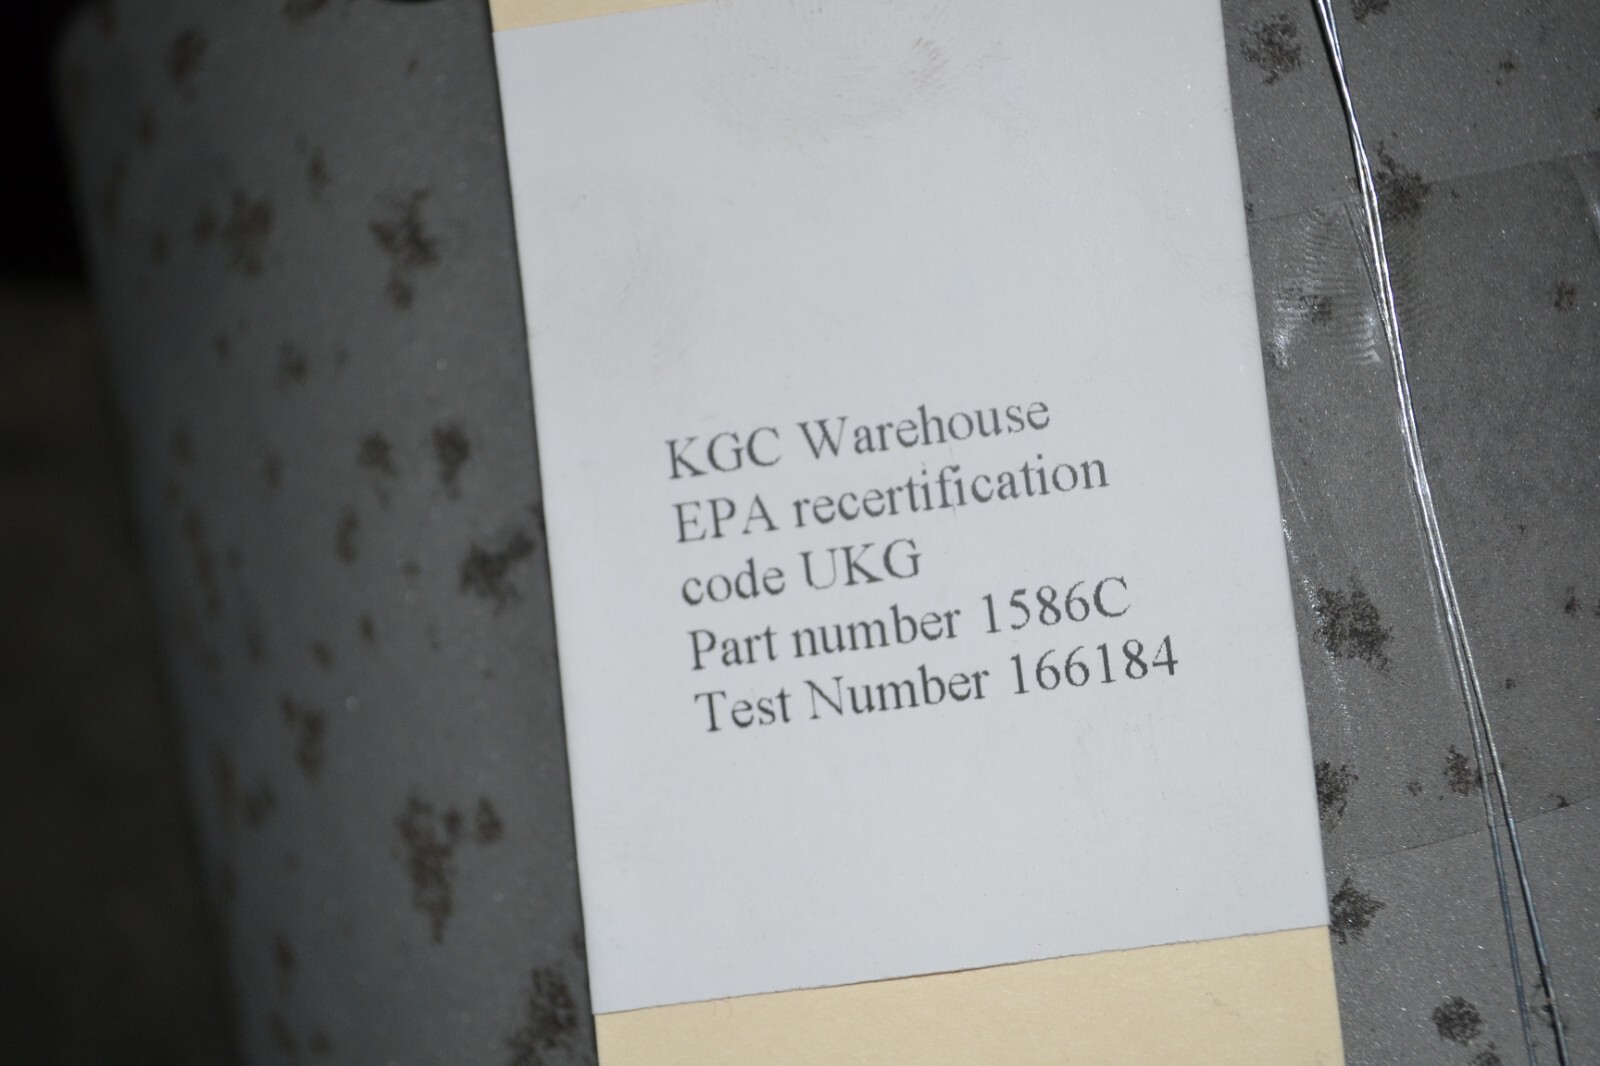 KGC Warehouse
EPA recertification
code UKG
Part number 1586C
Test Number 166184